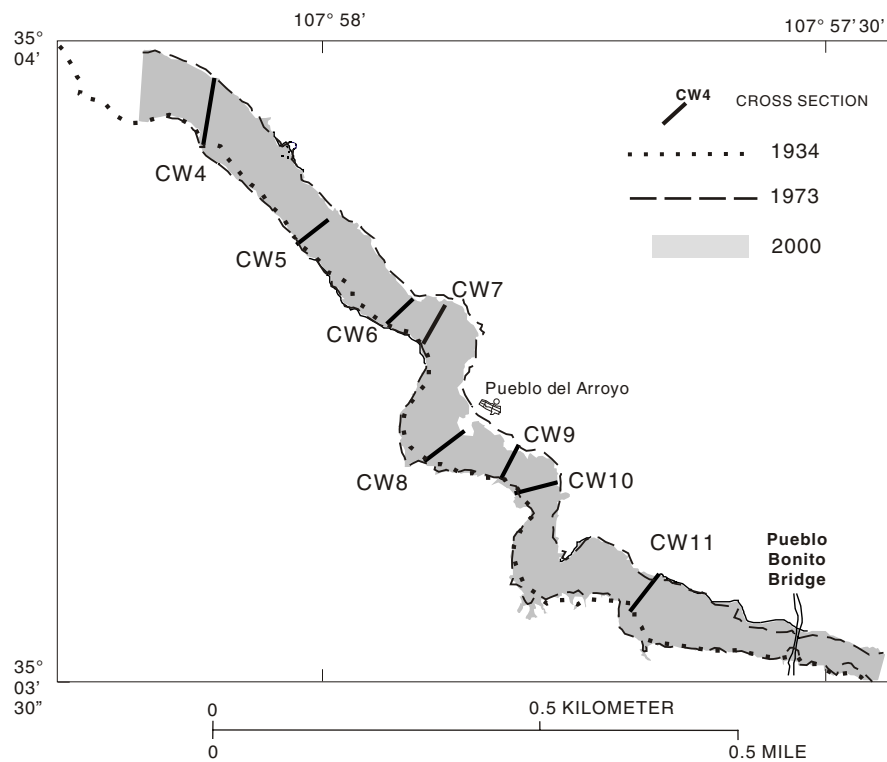 107° 58'
107° 57' 30"
35°
04'
CW4
CROSS SECTION
1934
1973
2000
CW4
CW5
CW7
CW6
Pueblo del Arroyo
CW9
CW8
CW10
CW11
Pueblo
Bonito
Bridge
35°
03'
30"
0
0.5 KILOMETER
0
0.5 MILE